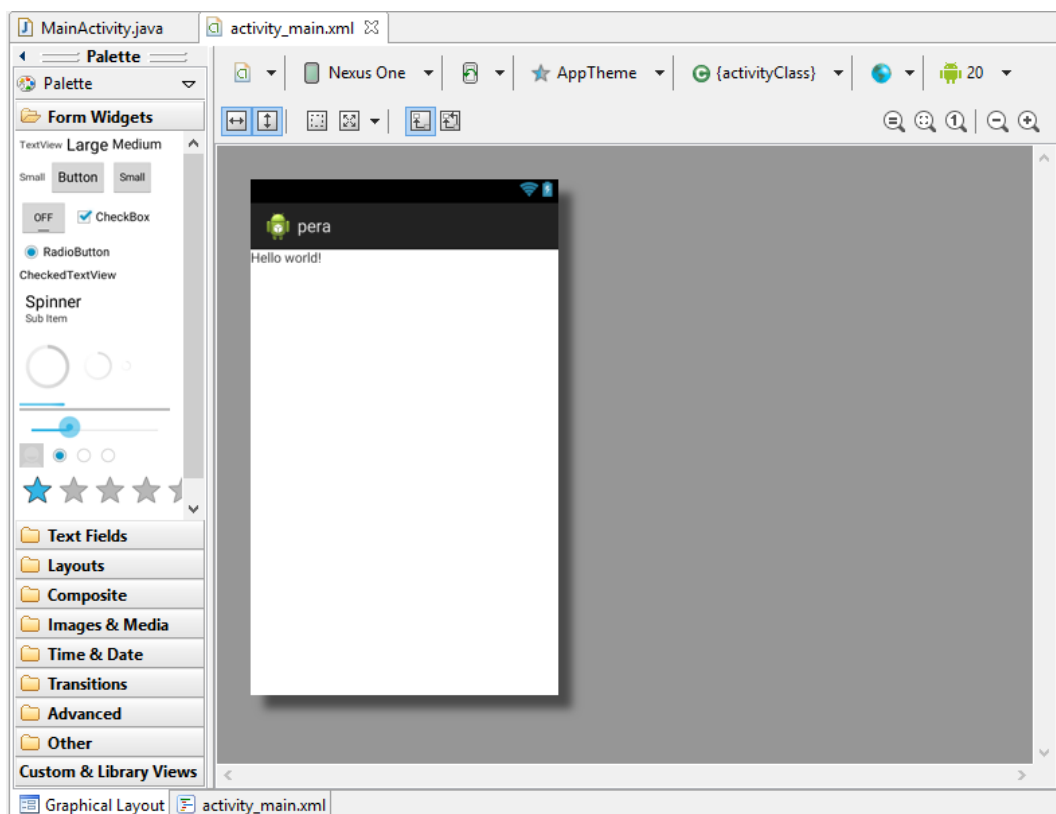 MainActivity.java activity_main.xml
Palette
Palette
Nexus One AppTheme {activityClass} 20
Form Widgets
TextView Large Medium
Small Button Small
OFF CheckBox
RadioButton
CheckedTextView
Spinner
Sub Item
Text Fields
Layouts
Composite
Images & Media
Time & Date
Transitions
Advanced
Other
Custom & Library Views
pera
Hello world!
Graphical Layout activity_main.xml